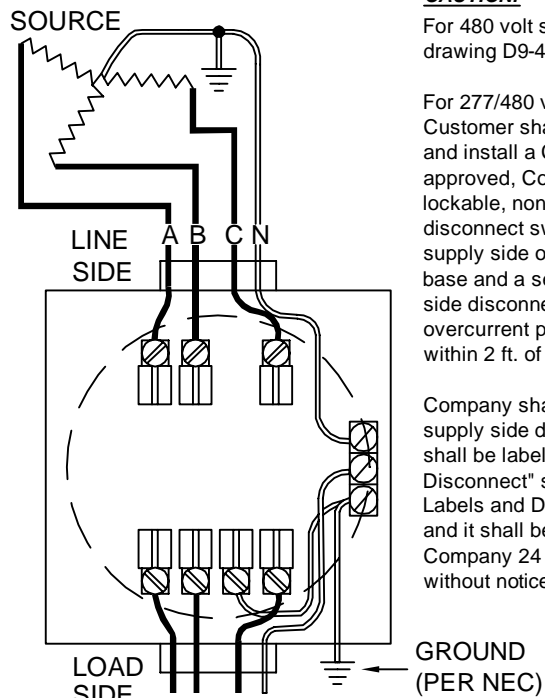 CAUTION:
SOURCE
For 480 volt s
drawing D9-4
For 277/480 v
Customer sha
and install a C
approved, Co
lockable, non
disconnect sw
supply side o
base and a se
side disconne
overcurrent p
within 2 ft. of
A B C N
LINE
SIDE
Company sha
supply side d
shall be label
Disconnect" s
Labels and D
and it shall be
Company 24
without notice
LOAD
SIDE
GROUND
(PER NEC)